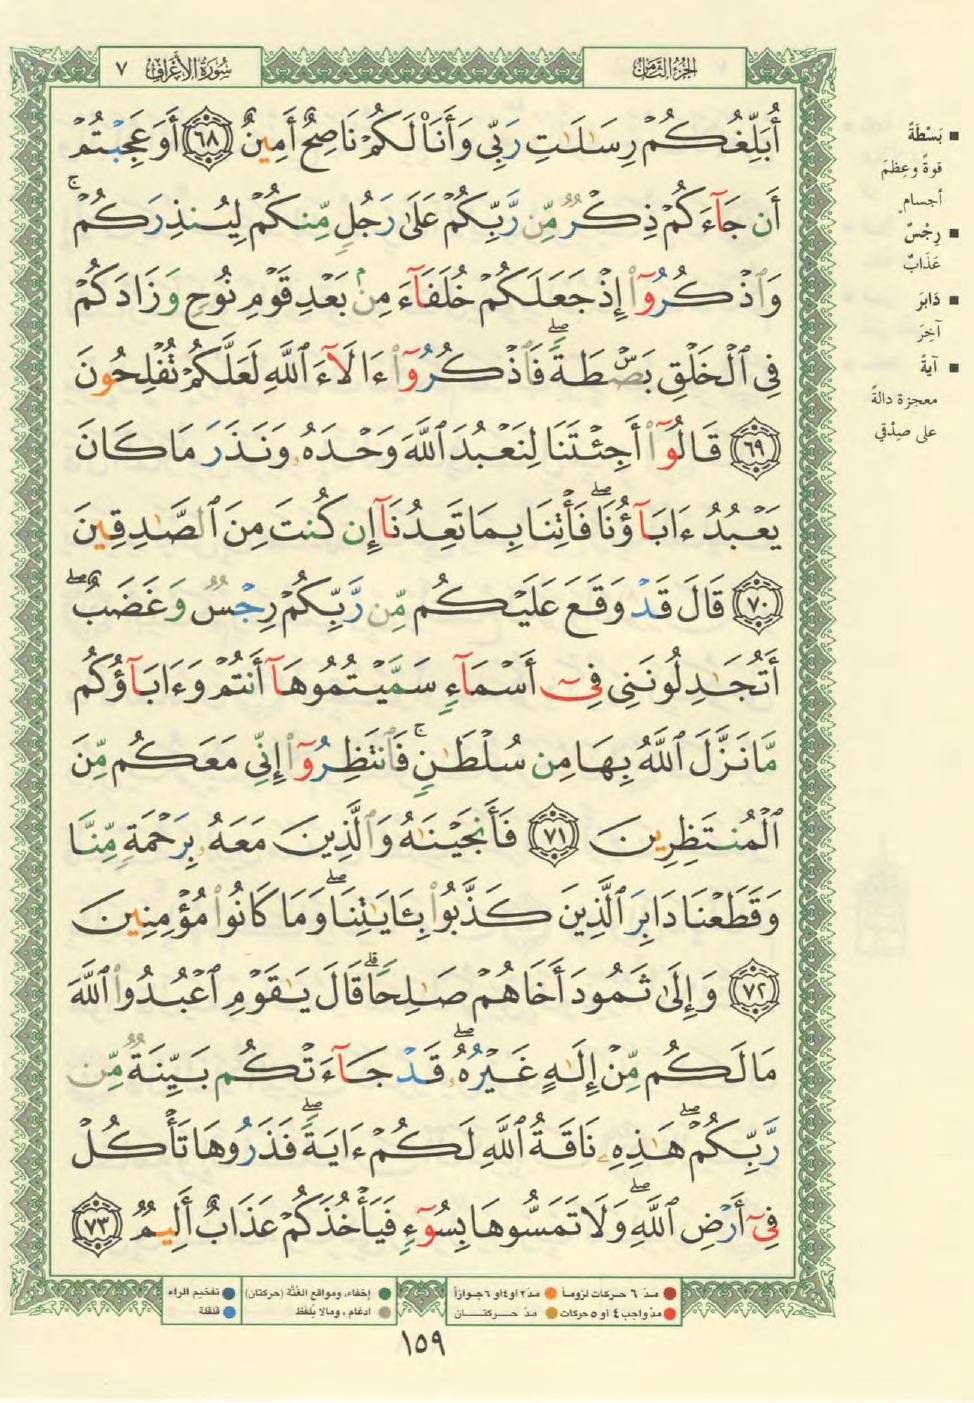 الجزء الثامن
سورة الأعراف ٧
أُبَلِّغُكُمْ رِسَٰلَٰتِ رَبِّى وَأَنَا۠ لَكُمْ نَاصِحٌ أَمِينٌ ٦٨ أَوَعَجِبْتُمْ
أَن جَآءَكُمْ ذِكْرٌ مِّن رَّبِّكُمْ عَلَىٰ رَجُلٍ مِّنكُمْ لِيُنذِرَكُمْ ۚ
وَٱذْكُرُوٓا۟ إِذْ جَعَلَكُمْ خُلَفَآءَ مِنۢ بَعْدِ قَوْمِ نُوحٍ وَزَادَكُمْ
فِى ٱلْخَلْقِ بَصْۜطَةً ۖ فَٱذْكُرُوٓا۟ ءَالَآءَ ٱللَّهِ لَعَلَّكُمْ تُفْلِحُونَ
٦٩ قَالُوٓا۟ أَجِئْتَنَا لِنَعْبُدَ ٱللَّهَ وَحْدَهُۥ وَنَذَرَ مَا كَانَ
يَعْبُدُ ءَابَآؤُنَا ۖ فَأْتِنَا بِمَا تَعِدُنَآ إِن كُنتَ مِنَ ٱلصَّٰدِقِينَ
٧٠ قَالَ قَدْ وَقَعَ عَلَيْكُم مِّن رَّبِّكُمْ رِجْسٌ وَغَضَبٌ ۖ
أَتُجَٰدِلُونَنِى فِىٓ أَسْمَآءٍ سَمَّيْتُمُوهَآ أَنتُمْ وَءَابَآؤُكُم
مَّا نَزَّلَ ٱللَّهُ بِهَا مِن سُلْطَٰنٍ ۚ فَٱنتَظِرُوٓا۟ إِنِّى مَعَكُم مِّنَ
ٱلْمُنتَظِرِينَ ٧١ فَأَنجَيْنَٰهُ وَٱلَّذِينَ مَعَهُۥ بِرَحْمَةٍ مِّنَّا
وَقَطَعْنَا دَابِرَ ٱلَّذِينَ كَذَّبُوا۟ بِـَٔايَٰتِنَا ۖ وَمَا كَانُوا۟ مُؤْمِنِينَ
٧٢ وَإِلَىٰ ثَمُودَ أَخَاهُمْ صَٰلِحًا ۗ قَالَ يَٰقَوْمِ ٱعْبُدُوا۟ ٱللَّهَ
مَا لَكُم مِّنْ إِلَٰهٍ غَيْرُهُۥ ۖ قَدْ جَآءَتْكُم بَيِّنَةٌ مِّن
رَّبِّكُمْ ۖ هَٰذِهِۦ نَاقَةُ ٱللَّهِ لَكُمْ ءَايَةً ۖ فَذَرُوهَا تَأْكُلْ
فِىٓ أَرْضِ ٱللَّهِ ۖ وَلَا تَمَسُّوهَا بِسُوٓءٍ فَيَأْخُذَكُمْ عَذَابٌ أَلِيمٌ ٧٣
■ بَسْطَةً
قوةً وعِظمَ
أجسامٍ
■ رِجْسٌ
عَذَابٌ
■ دَابِرَ
آخِرَ
■ آيةً
معجزة دالةً
على صِدْقي
● مدّ ٦ حركات لزوماً ● مدّ ٢ أو ٤ أو ٦ جوازاً
● مدّ واجب ٤ أو ٥ حركات ● مدّ حركتان
● إخفاء، ومواقع الغُنَّة (حركتان) ● تفخيم الراء
● ادغام، ومالا يُلفَظ ● قلقلة
١٥٩